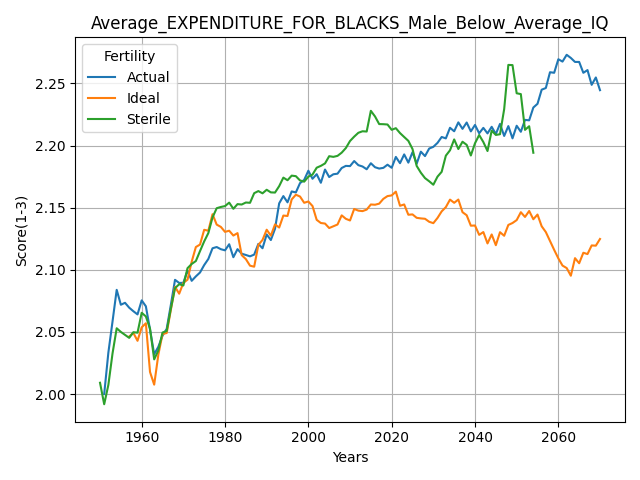 Average_EXPENDITURE_FOR_BLACKS_Male_Below_Average_IQ
Fertility
Actual
Ideal
Sterile
Score(1-3)
2.25
2.20
2.15
2.10
2.05
2.00
1960 1980 2000 2020 2040 2060
Years